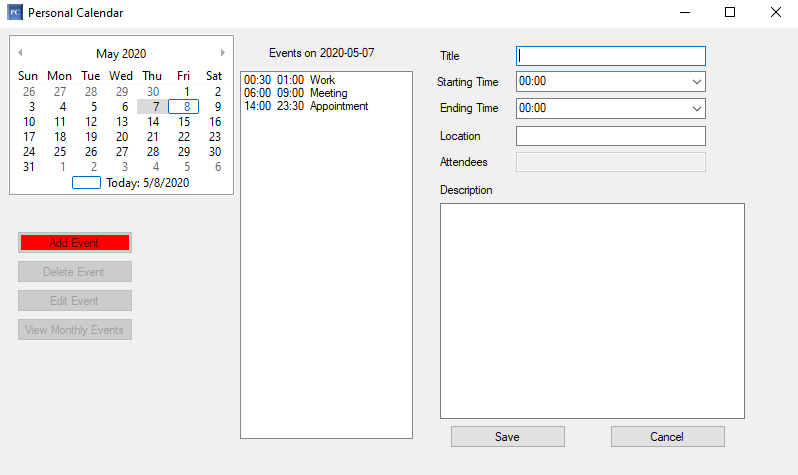 PC Personal Calendar
May 2020
Sun Mon Tue Wed Thu Fri Sat
26 27 28 29 30 1 2
3 4 5 6 7 8 9
10 11 12 13 14 15 16
17 18 19 20 21 22 23
24 25 26 27 28 29 30
31 1 2 3 4 5 6
Today: 5/8/2020
Add Event
Delete Event
Edit Event
View Monthly Events
Events on 2020-05-07
00:30 01:00 Work
06:00 09:00 Meeting
14:00 23:30 Appointment
Title
Starting Time 00:00
Ending Time 00:00
Location
Attendees
Description
Save Cancel